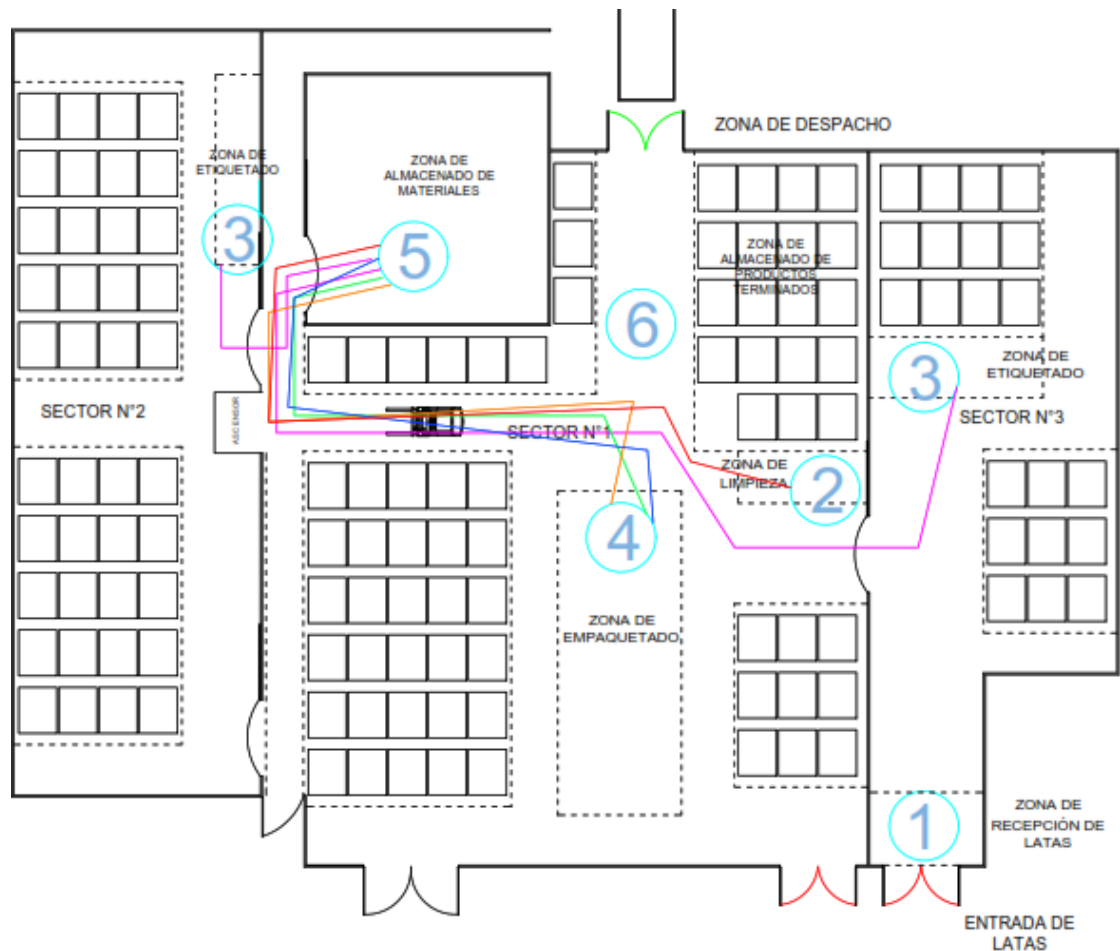 ZONA DE DESPACHO
ZONA DE
ETIQUETADO
3
ZONA DE
ALMACENADO DE
MATERIALES
5
ZONA DE
ALMACENADO DE
PRODUCTOS
TERMINADOS
6
3
ZONA DE
ETIQUETADO
SECTOR N°2
ASCENSOR
SECTOR N°1
SECTOR N°3
ZONA DE
LIMPIEZA
2
4
ZONA DE
EMPAQUETADO
1
ZONA DE
RECEPCIÓN DE
LATAS
ENTRADA DE
LATAS